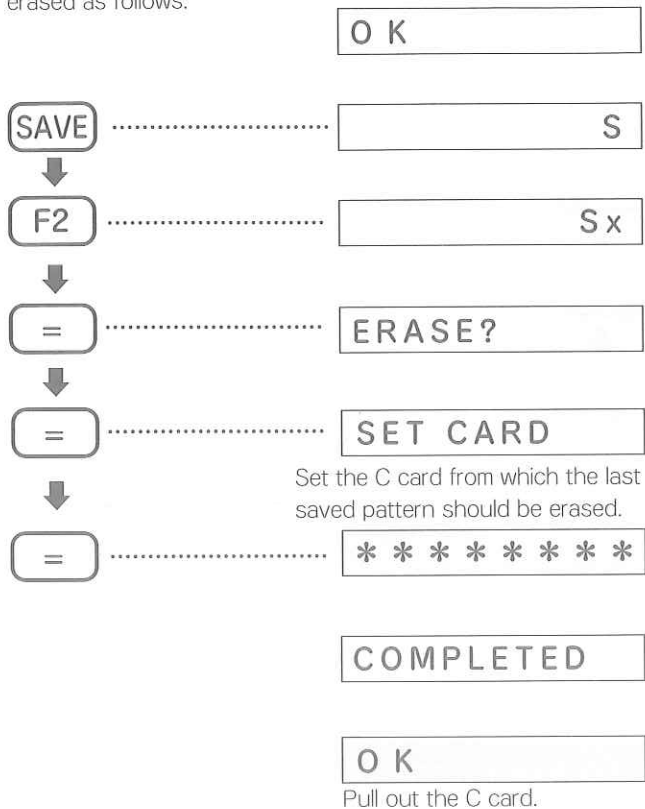 erased as follows:
O K
SAVE S
F2 Sx
= ERASE?
= SET CARD
Set the C card from which the last
saved pattern should be erased.
= * * * * * * * *
COMPLETED
O K
Pull out the C card.